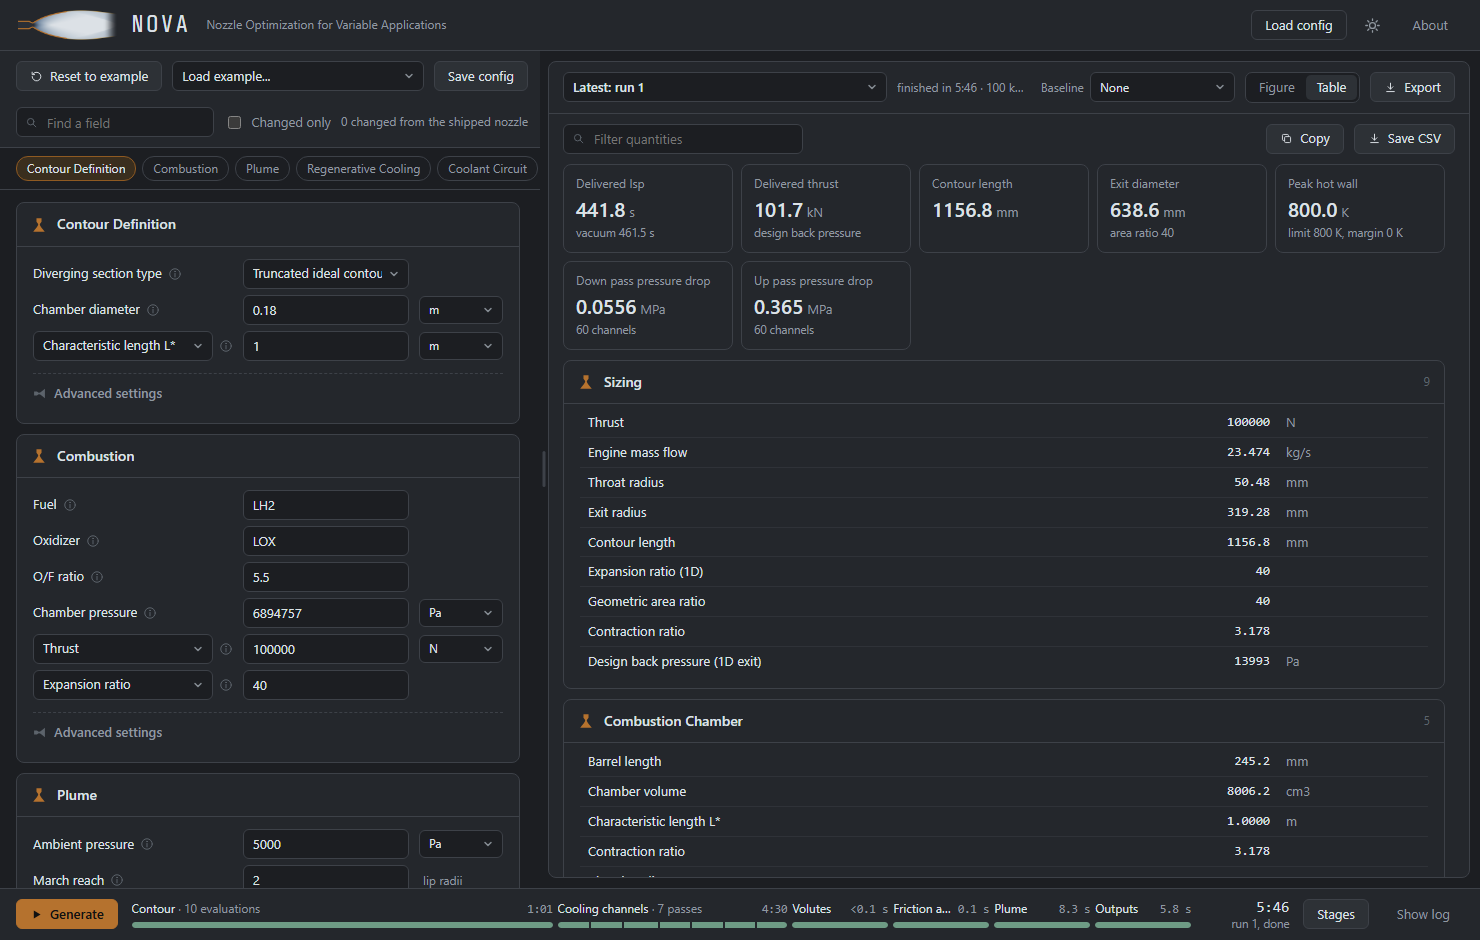 NOVA
Nozzle Optimization for Variable Applications
Load config
About
Reset to example
Load example...
Save config
Find a field
Changed only
0 changed from the shipped nozzle
Contour Definition
Combustion
Plume
Regenerative Cooling
Coolant Circuit
Contour Definition
Diverging section type
Truncated ideal contou
Chamber diameter
0.18
m
Characteristic length L*
1
m
Advanced settings
Combustion
Fuel
LH2
Oxidizer
LOX
O/F ratio
5.5
Chamber pressure
6894757
Pa
Thrust
100000
N
Expansion ratio
40
Advanced settings
Plume
Ambient pressure
5000
Pa
March reach
2
lip radii
Latest: run 1
finished in 5:46 · 100 k...
Baseline
None
Figure
Table
Export
Filter quantities
Copy
Save CSV
Delivered Isp
441.8 s
vacuum 461.5 s
Delivered thrust
101.7 kN
design back pressure
Contour length
1156.8 mm
Exit diameter
638.6 mm
area ratio 40
Peak hot wall
800.0 K
limit 800 K, margin 0 K
Down pass pressure drop
0.0556 MPa
60 channels
Up pass pressure drop
0.365 MPa
60 channels
Sizing 9
Thrust 100000 N
Engine mass flow 23.474 kg/s
Throat radius 50.48 mm
Exit radius 319.28 mm
Contour length 1156.8 mm
Expansion ratio (1D) 40
Geometric area ratio 40
Contraction ratio 3.178
Design back pressure (1D exit) 13993 Pa
Combustion Chamber 5
Barrel length 245.2 mm
Chamber volume 8006.2 cm3
Characteristic length L* 1.0000 m
Contraction ratio 3.178
Generate
Contour · 10 evaluations 1:01
Cooling channels · 7 passes 4:30
Volutes <0.1 s
Friction a... 0.1 s
Plume 8.3 s
Outputs 5.8 s
5:46
run 1, done
Stages
Show log